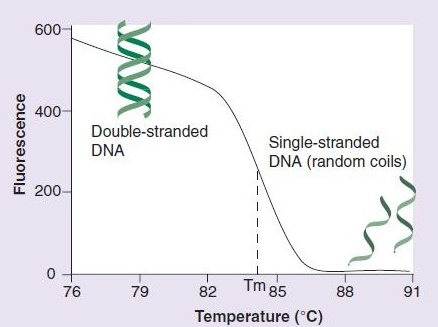 600
400
200
0
Fluorescence
Double-stranded
DNA
Single-stranded
DNA (random coils)
Tm
76 79 82 85 88 91
Temperature (°C)